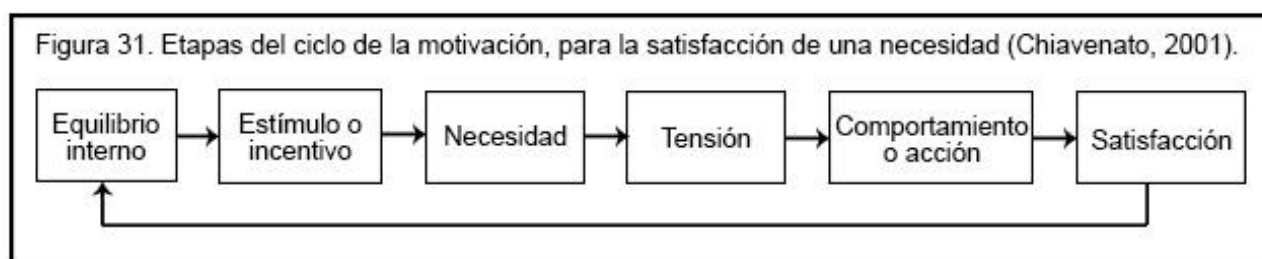 Figura 31. Etapas del ciclo de la motivación, para la satisfacción de una necesidad (Chiavenato, 2001).
Equilibrio
interno
Estímulo o
incentivo
Necesidad
Tensión
Comportamiento
o acción
Satisfacción